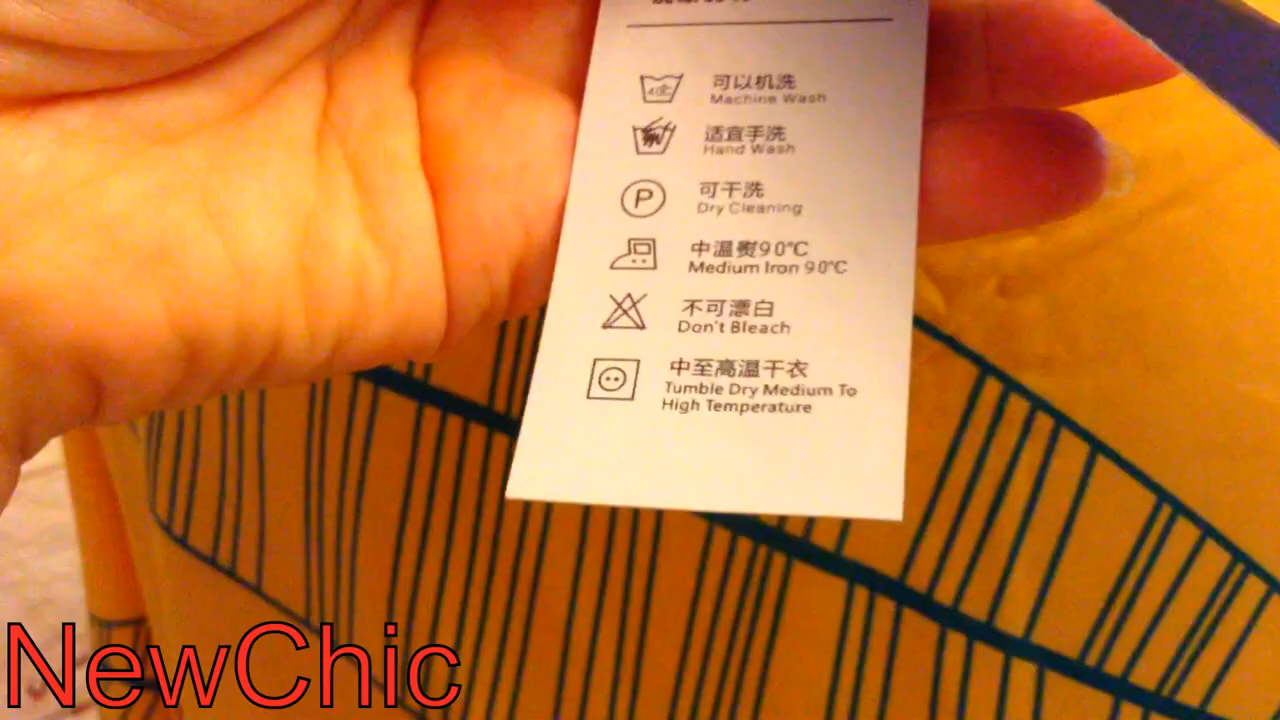 可以机洗
Machine Wash
适宜手洗
Hand Wash
P
可干洗
Dry Cleaning
中温熨90℃
Medium Iron 90℃
不可漂白
Don't Bleach
中至高温干衣
Tumble Dry Medium To
High Temperature
NewChic